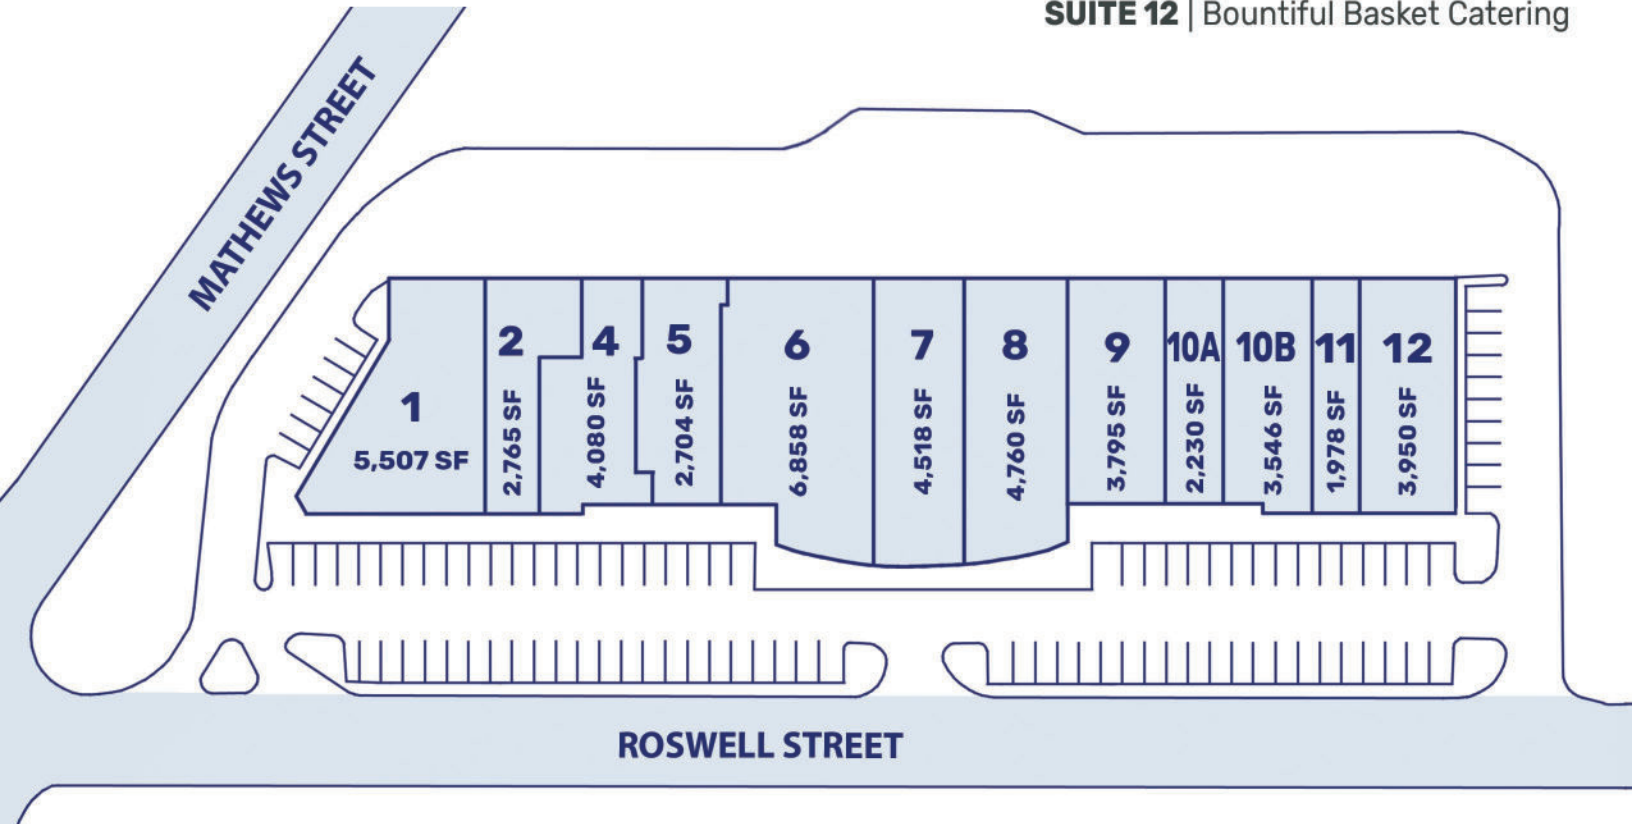 SUITE 12 | Bountiful Basket Catering
MATHEWS STREET
1
5,507 SF
2
2,765 SF
4
4,080 SF
5
2,704 SF
6
6,858 SF
7
4,518 SF
8
4,760 SF
9
3,795 SF
10A
2,230 SF
10B
3,546 SF
11
1,978 SF
12
3,950 SF
ROSWELL STREET